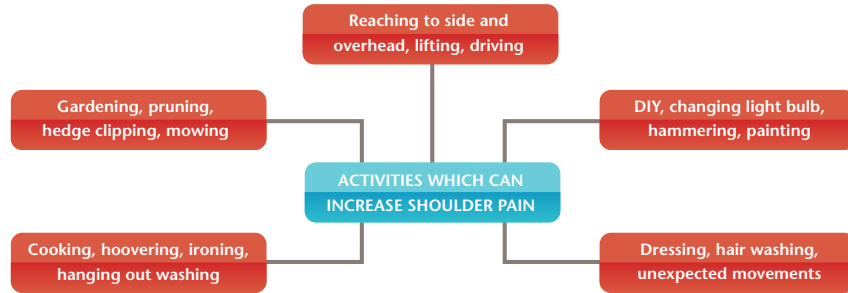 Reaching to side and
overhead, lifting, driving
Gardening, pruning,
hedge clipping, mowing
DIY, changing light bulb,
hammering, painting
ACTIVITIES WHICH CAN
INCREASE SHOULDER PAIN
Cooking, hoovering, ironing,
hanging out washing
Dressing, hair washing,
unexpected movements